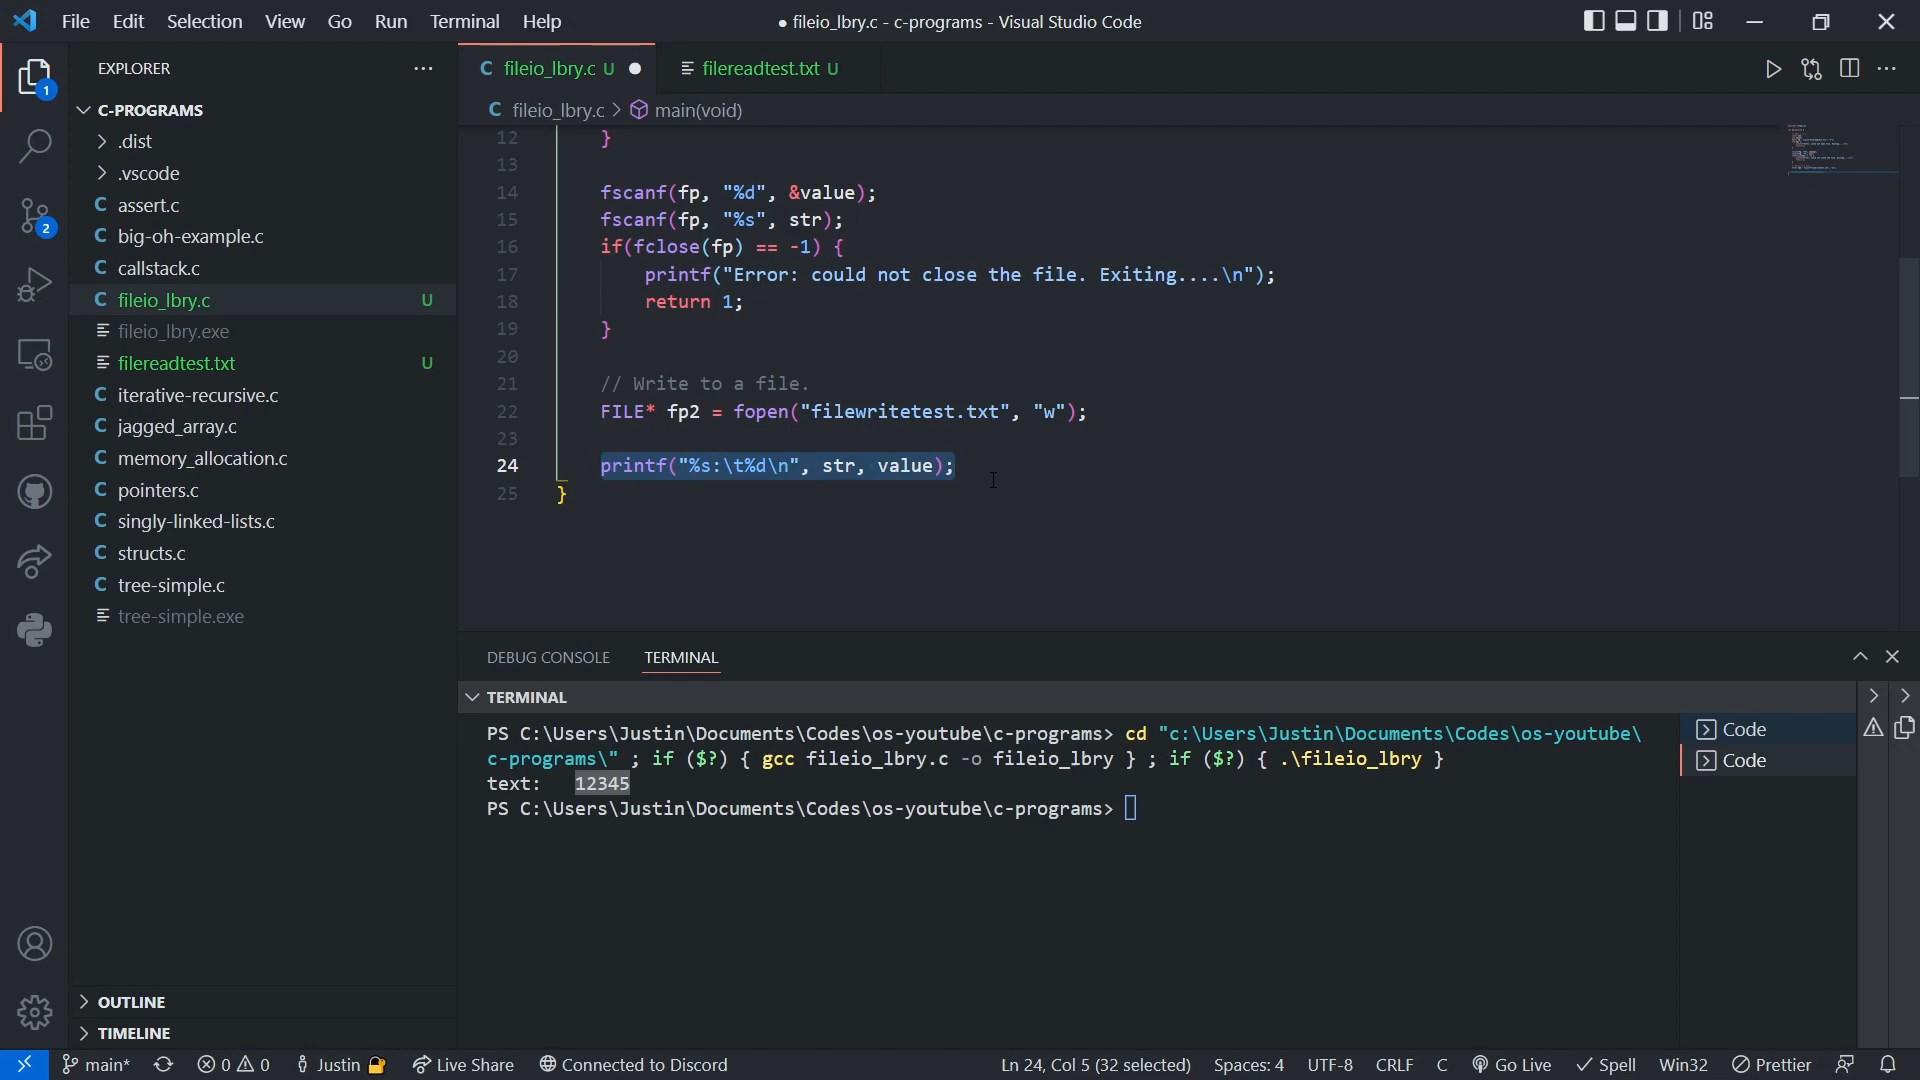 File Edit Selection View Go Run Terminal Help
● fileio_lbry.c - c-programs - Visual Studio Code
EXPLORER
C-PROGRAMS
.dist
.vscode
C assert.c
C big-oh-example.c
C callstack.c
C fileio_lbry.c U
fileio_lbry.exe
filereadtest.txt U
C iterative-recursive.c
C jagged_array.c
C memory_allocation.c
C pointers.c
C singly-linked-lists.c
C structs.c
C tree-simple.c
tree-simple.exe
OUTLINE
TIMELINE
1
2
C fileio_lbry.c U ●
filereadtest.txt U
C fileio_lbry.c > main(void)
12 }
13
14 fscanf(fp, "%d", &value);
15 fscanf(fp, "%s", str);
16 if(fclose(fp) == -1) {
17 printf("Error: could not close the file. Exiting....\n");
18 return 1;
19 }
20
21 // Write to a file.
22 FILE* fp2 = fopen("filewritetest.txt", "w");
23
24 printf("%s:\t%d\n", str, value);
25 }
DEBUG CONSOLE TERMINAL
TERMINAL
PS C:\Users\Justin\Documents\Codes\os-youtube\c-programs> cd "c:\Users\Justin\Documents\Codes\os-youtube\
c-programs\" ; if ($?) { gcc fileio_lbry.c -o fileio_lbry } ; if ($?) { .\fileio_lbry }
text: 12345
PS C:\Users\Justin\Documents\Codes\os-youtube\c-programs>
Code
Code
main* 0 0 Justin Live Share Connected to Discord Ln 24, Col 5 (32 selected) Spaces: 4 UTF-8 CRLF C Go Live Spell Win32 Prettier